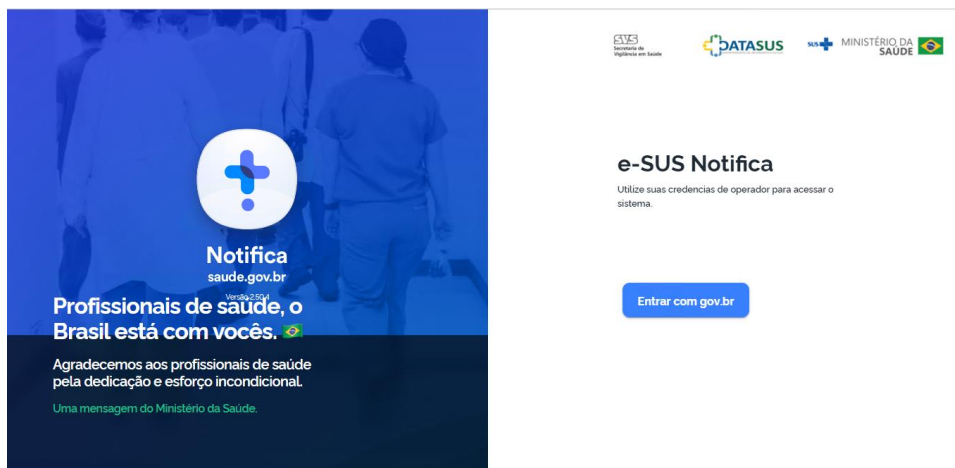 Notifica
saude.gov.br
Versão 2.50.4
Profissionais de saúde, o
Brasil está com vocês.
Agradecemos aos profissionais de saúde
pela dedicação e esforço incondicional.
Uma mensagem do Ministério da Saúde.
SVS
Secretaria de
Vigilância em Saúde
DATASUS
SUS
MINISTÉRIO DA
SAÚDE
e-SUS Notifica
Utilize suas credencias de operador para acessar o
sistema.
Entrar com gov.br